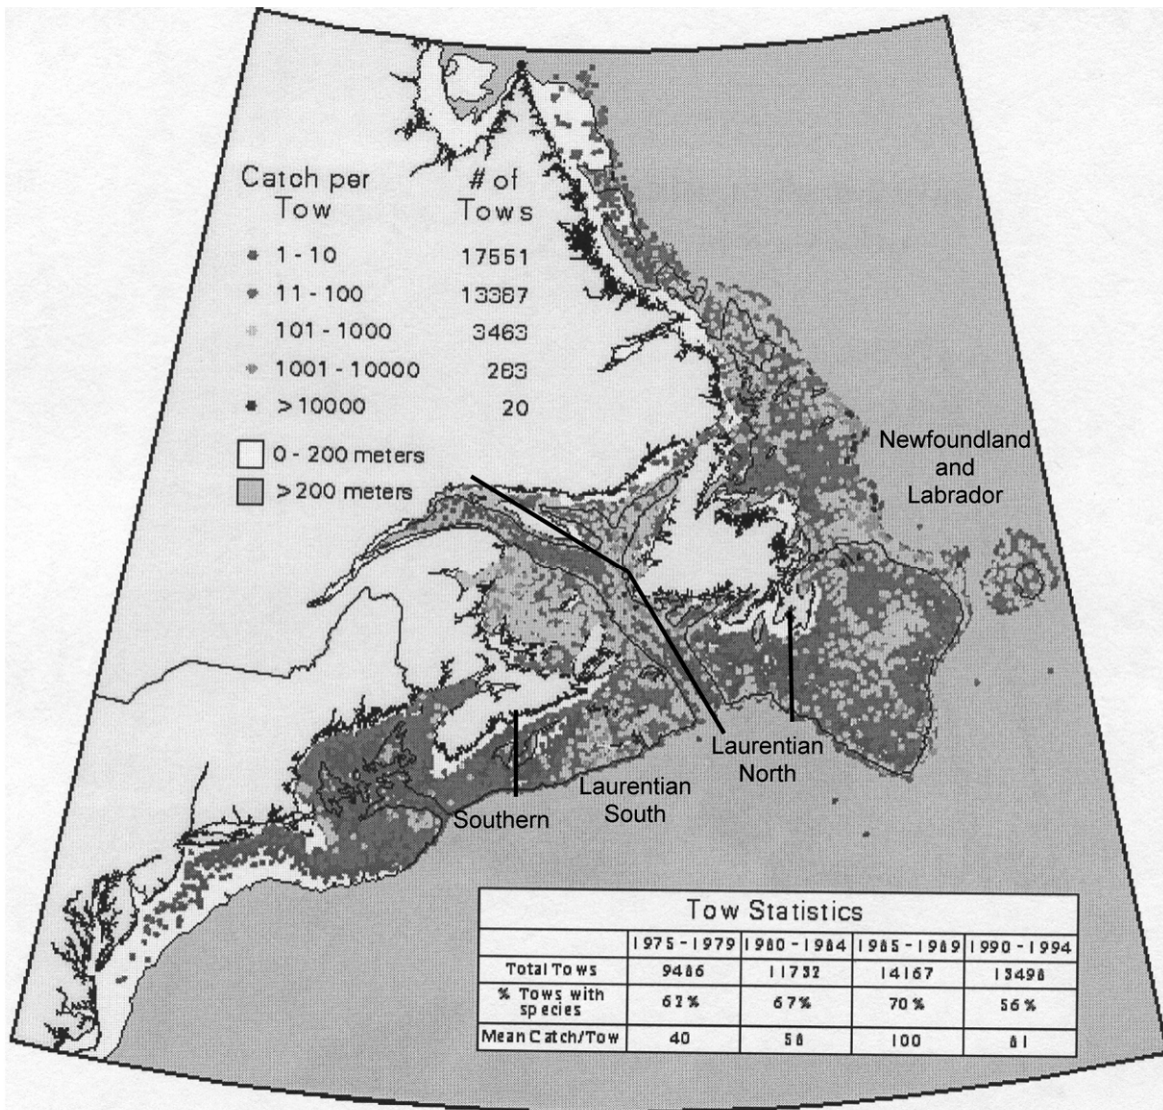 Catch per Tow # of Tows
1 - 10 17551
11 - 100 13387
101 - 1000 3463
1001 - 10000 283
> 10000 20
0 - 200 meters
> 200 meters
Newfoundland
and
Labrador
Laurentian
North
Laurentian
South
Southern
Tow Statistics
1975 - 1979 1980 - 1984 1985 - 1989 1990 - 1994
Total Tows 9486 11732 14167 13498
% Tows with species 62% 67% 70% 56%
Mean Catch/Tow 40 58 100 81